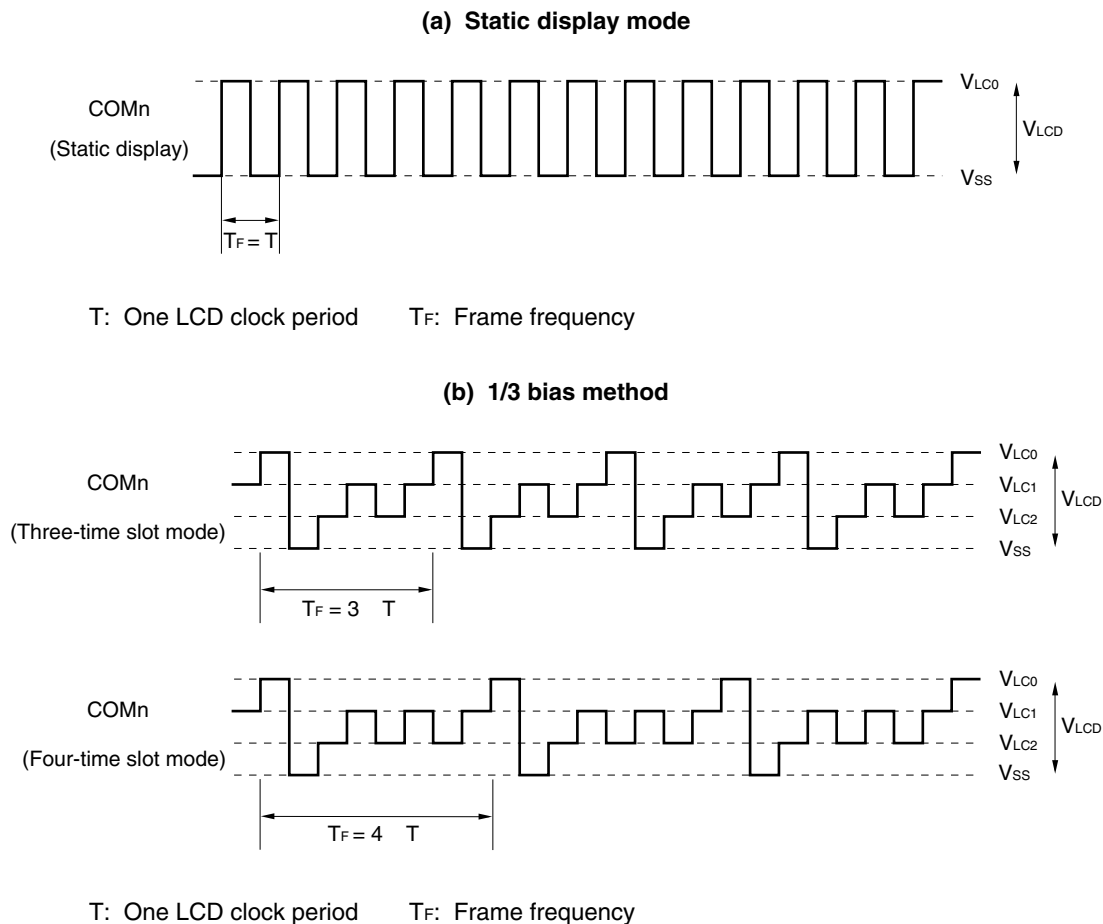 (a) Static display mode
VLC0
COMn
VLCD
(Static display)
VSS
TF = T
T: One LCD clock period TF: Frame frequency
(b) 1/3 bias method
VLC0
COMn
VLC1
VLCD
(Three-time slot mode)
VLC2
VSS
TF = 3 T
VLC0
COMn
VLC1
VLCD
(Four-time slot mode)
VLC2
VSS
TF = 4 T
T: One LCD clock period TF: Frame frequency